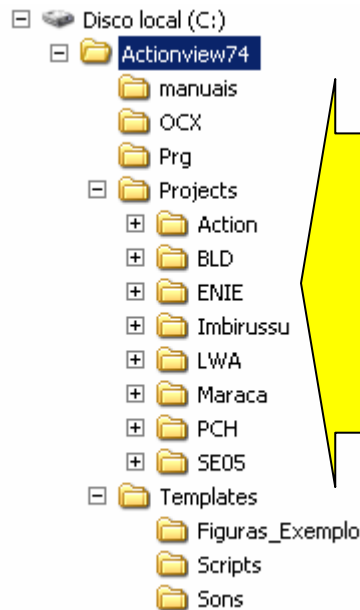 Disco local (C:)
Actionview74
manuais
OCX
Prg
Projects
Action
BLD
ENIE
Imbirussu
LWA
Maraca
PCH
SE05
Templates
Figuras_Exemplo
Scripts
Sons